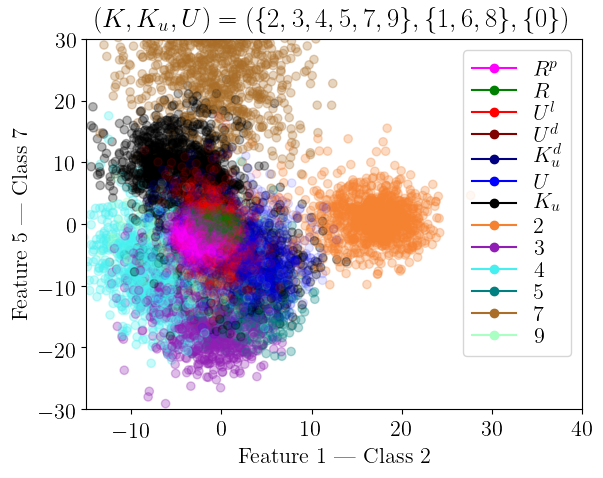 (K, K_u, U) = ({2, 3, 4, 5, 7, 9}, {1, 6, 8}, {0})
30
20
10
0
−10
−20
−30
Feature 5 — Class 7
−10
0
10
20
30
40
Feature 1 — Class 2
R^p
R
U^l
U^d
K_u^d
U
K_u
2
3
4
5
7
9